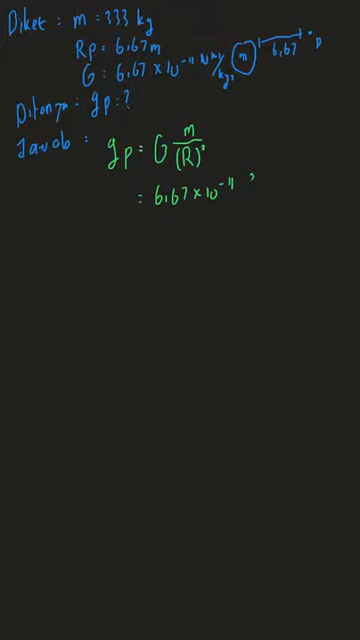 Diket : m = 333 kg
Rp = 6,67 m
G = 6,67 × 10⁻¹¹ N m²/kg² m 6,67 p
Ditanya = gp = ?
Jawab =
gp = G m/(R)²
= 6,67 × 10⁻¹¹